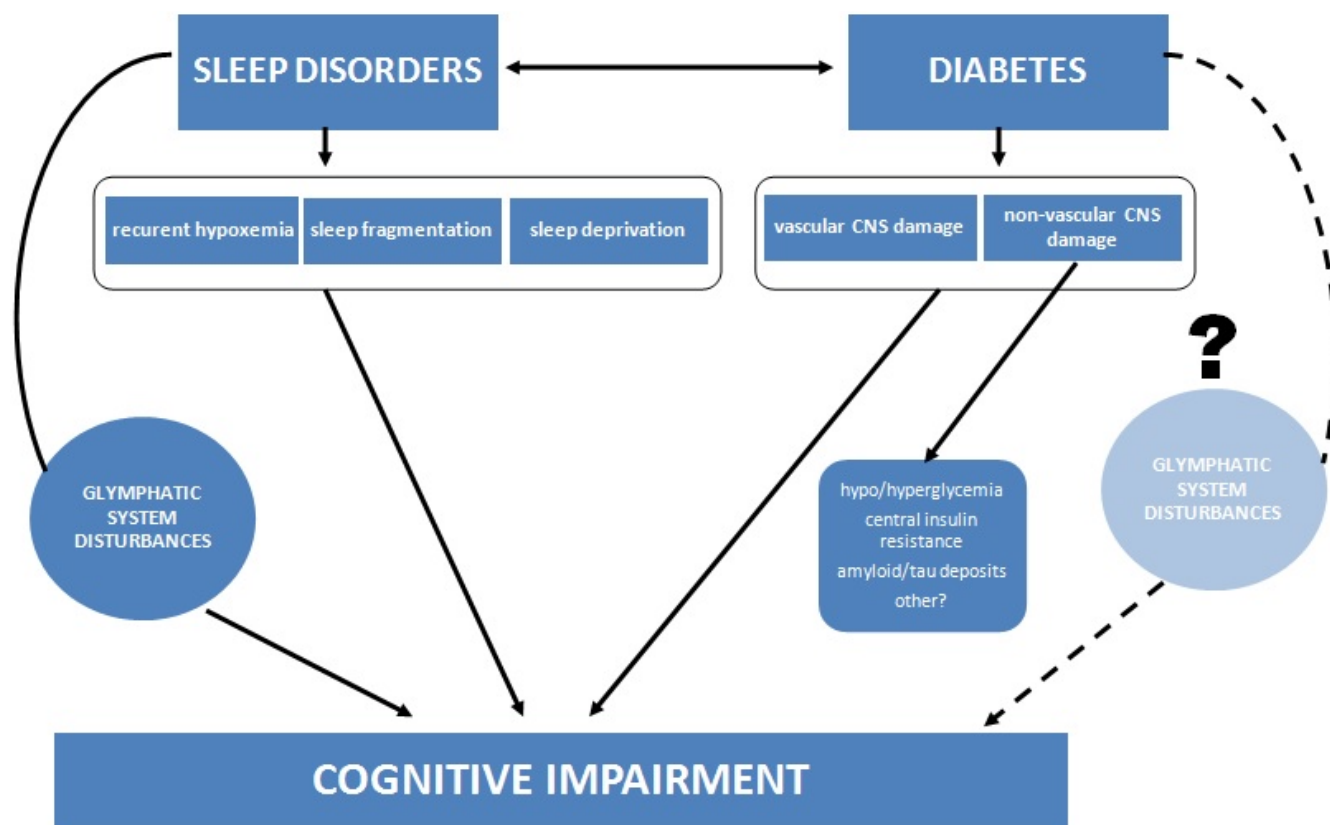 SLEEP DISORDERS
DIABETES
recurent hypoxemia
sleep fragmentation
sleep deprivation
vascular CNS damage
non-vascular CNS
damage
?
GLYMPHATIC
SYSTEM
DISTURBANCES
hypo/hyperglycemia
central insulin
resistance
amyloid/tau deposits
other?
GLYMPHATIC
SYSTEM
DISTURBANCES
COGNITIVE IMPAIRMENT